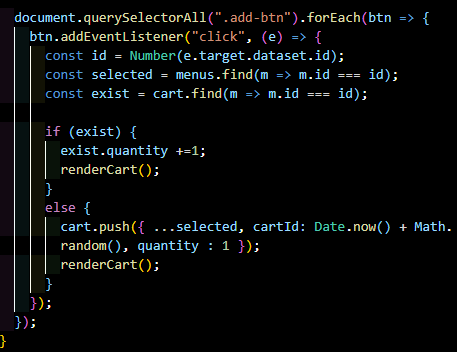 document.querySelectorAll(".add-btn").forEach(btn => {
btn.addEventListener("click", (e) => {
const id = Number(e.target.dataset.id);
const selected = menus.find(m => m.id === id);
const exist = cart.find(m => m.id === id);
if (exist) {
exist.quantity +=1;
renderCart();
}
else {
cart.push({ ...selected, cartId: Date.now() + Math.
random(), quantity : 1 });
renderCart();
}
});
});
}